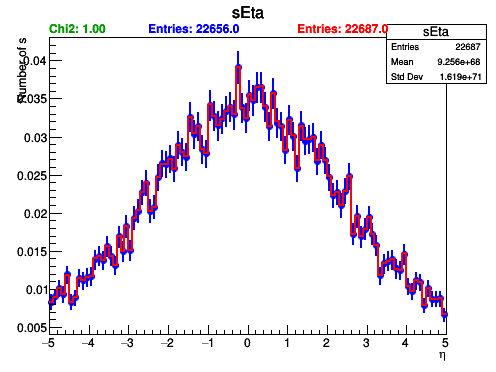 sEta
Chi2: 1.00 Entries: 22656.0 Entries: 22687.0
sEta
Entries 22687
Mean 9.256e+68
Std Dev 1.619e+71
Number of s
0.04
0.035
0.03
0.025
0.02
0.015
0.01
0.005
−5 −4 −3 −2 −1 0 1 2 3 4 5
η